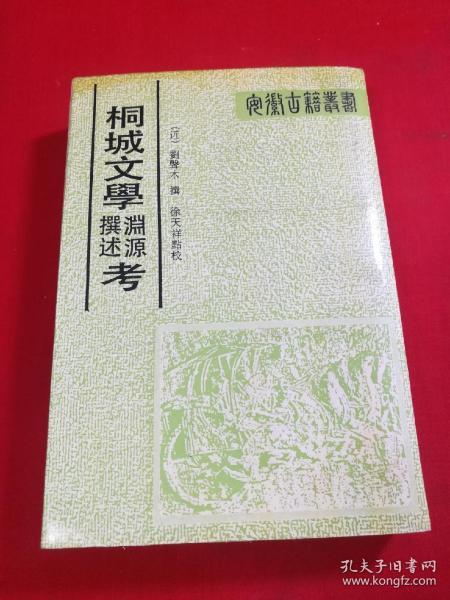 安徽古籍叢書
桐城文學淵源撰述考
〔近〕劉聲木 撰 徐天祥點校
孔夫子旧书网
www.kongfz.com